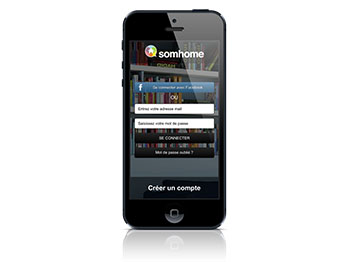 somhome
f Se connecter avec Facebook
OU
Entrez votre adresse mail
Saisissez votre mot de passe
SE CONNECTER
Mot de passe oublié ?
Créer un compte